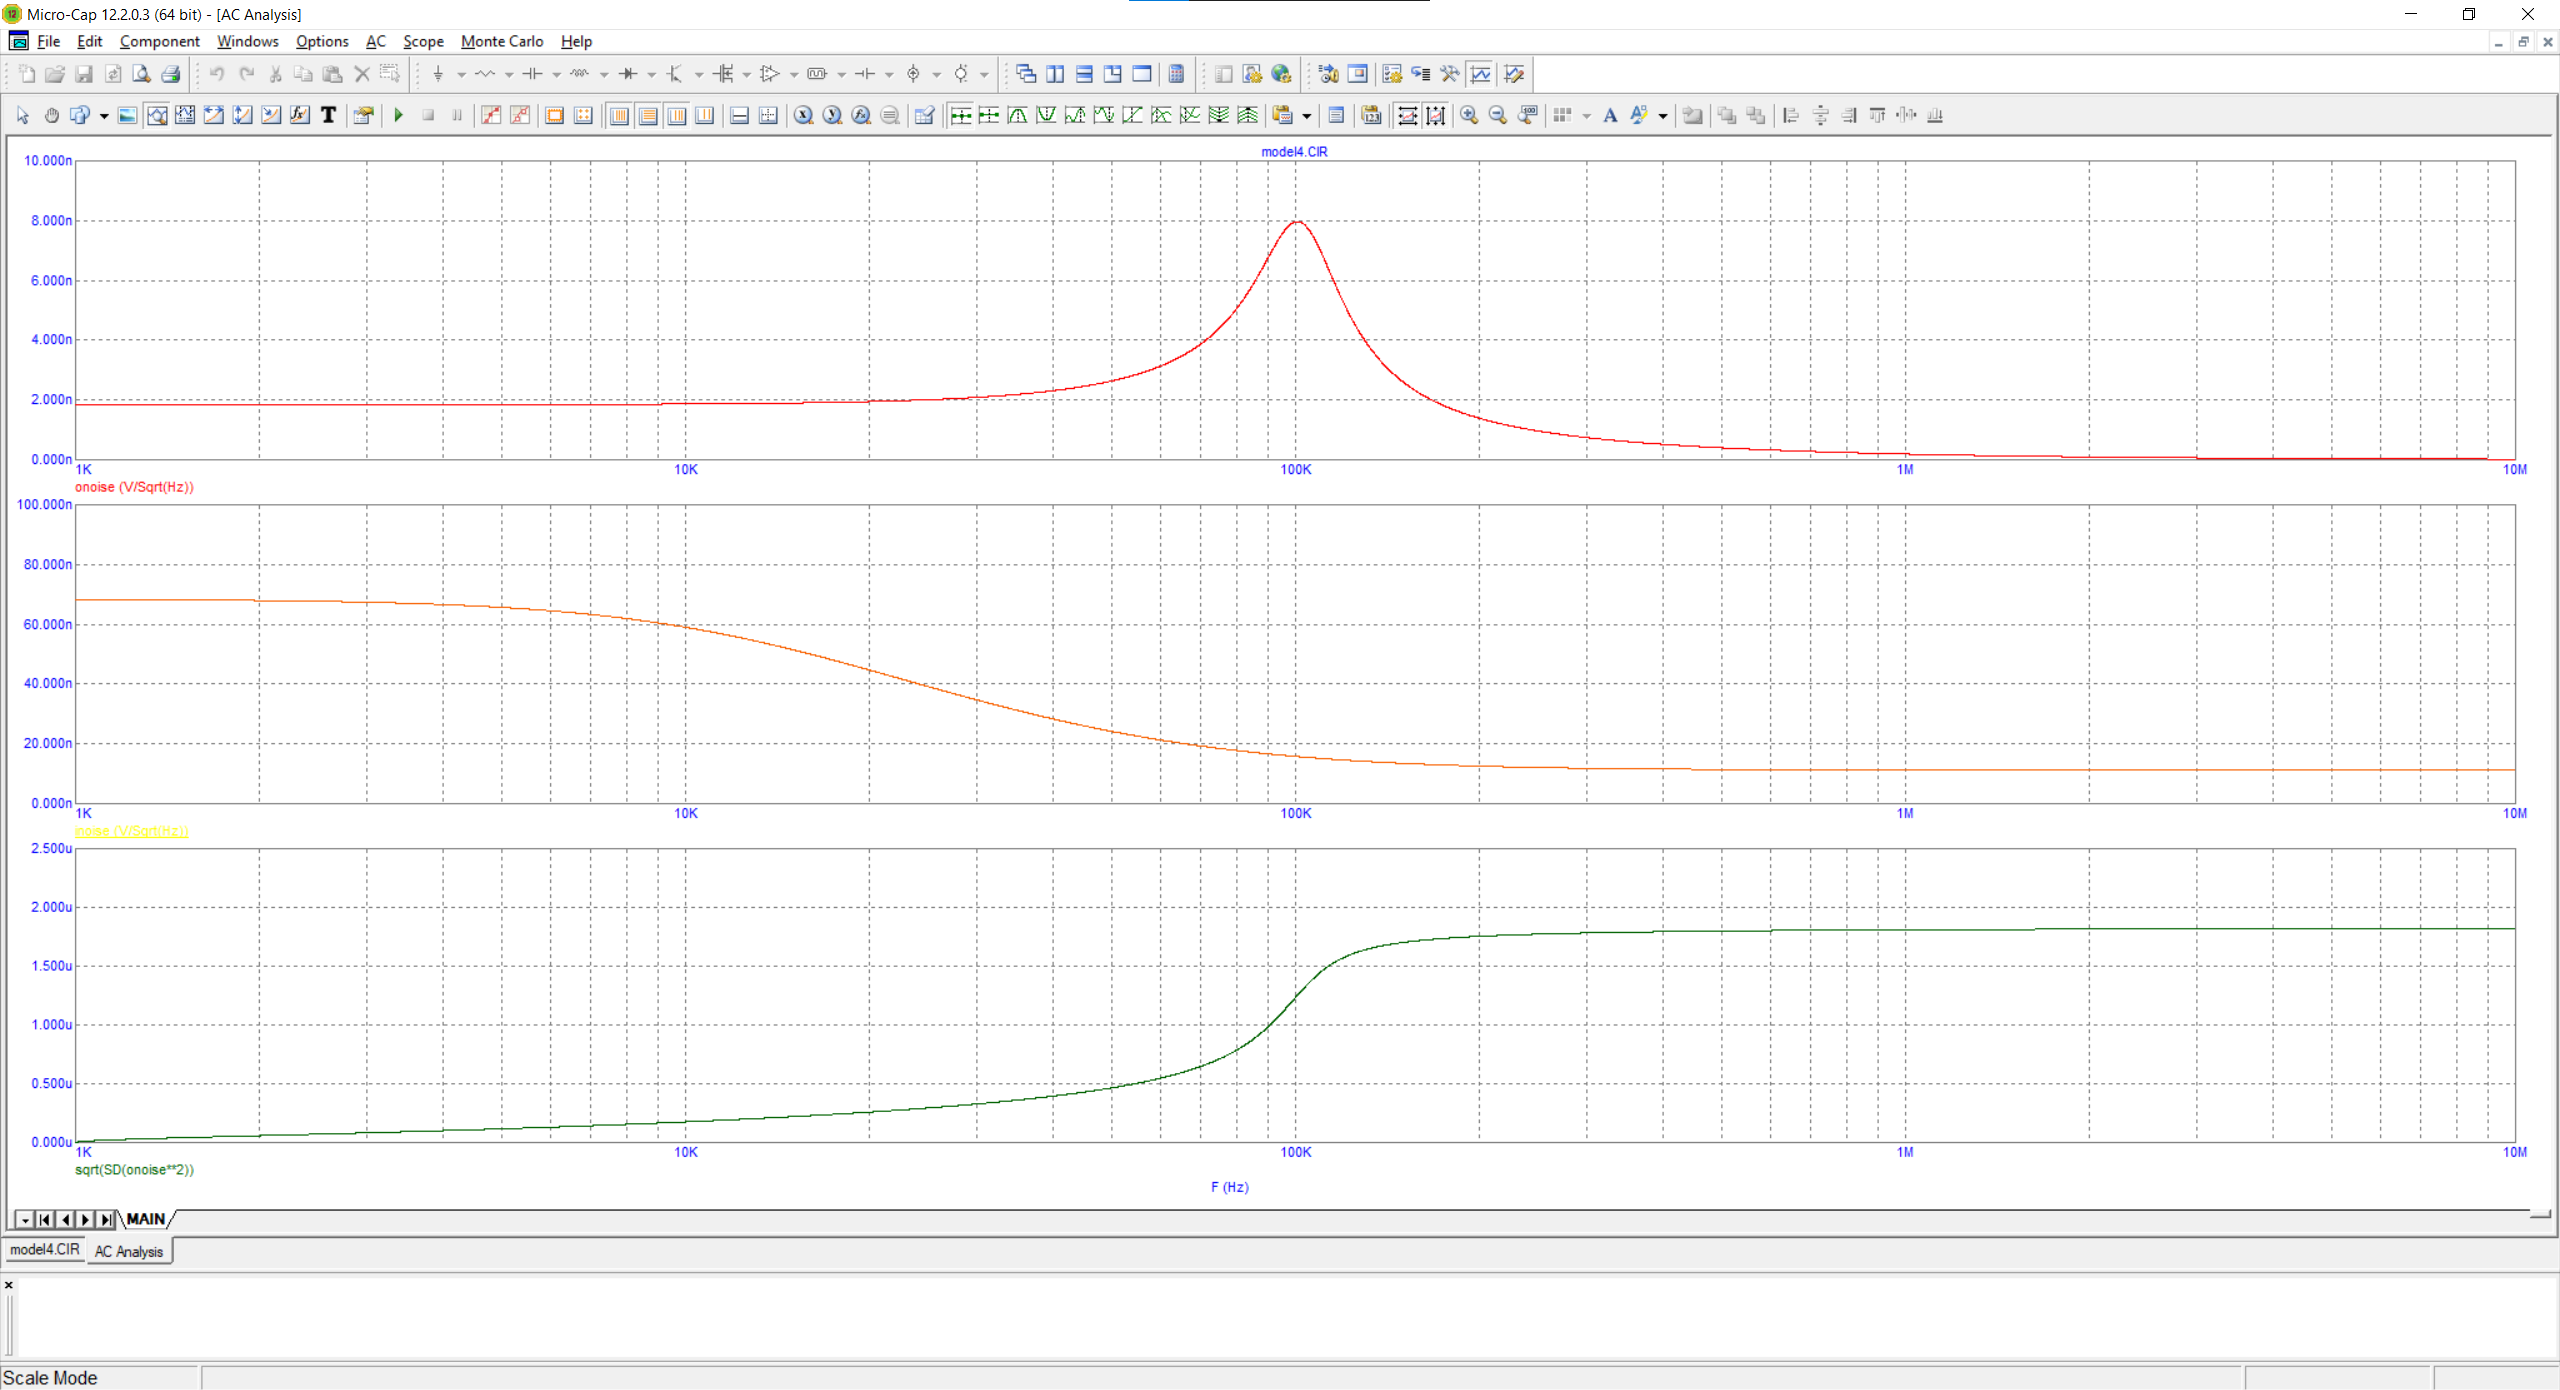 Micro-Cap 12.2.0.3 (64 bit) - [AC Analysis]
File Edit Component Windows Options AC Scope Monte Carlo Help
model4.CIR
10.000n
8.000n
6.000n
4.000n
2.000n
0.000n
1K 10K 100K 1M 10M
onoise (V/Sqrt(Hz))
100.000n
80.000n
60.000n
40.000n
20.000n
0.000n
1K 10K 100K 1M 10M
inoise (V/Sqrt(Hz))
2.500u
2.000u
1.500u
1.000u
0.500u
0.000u
1K 10K 100K 1M 10M
sqrt(SD(onoise**2))
F (Hz)
MAIN
model4.CIR AC Analysis
Scale Mode